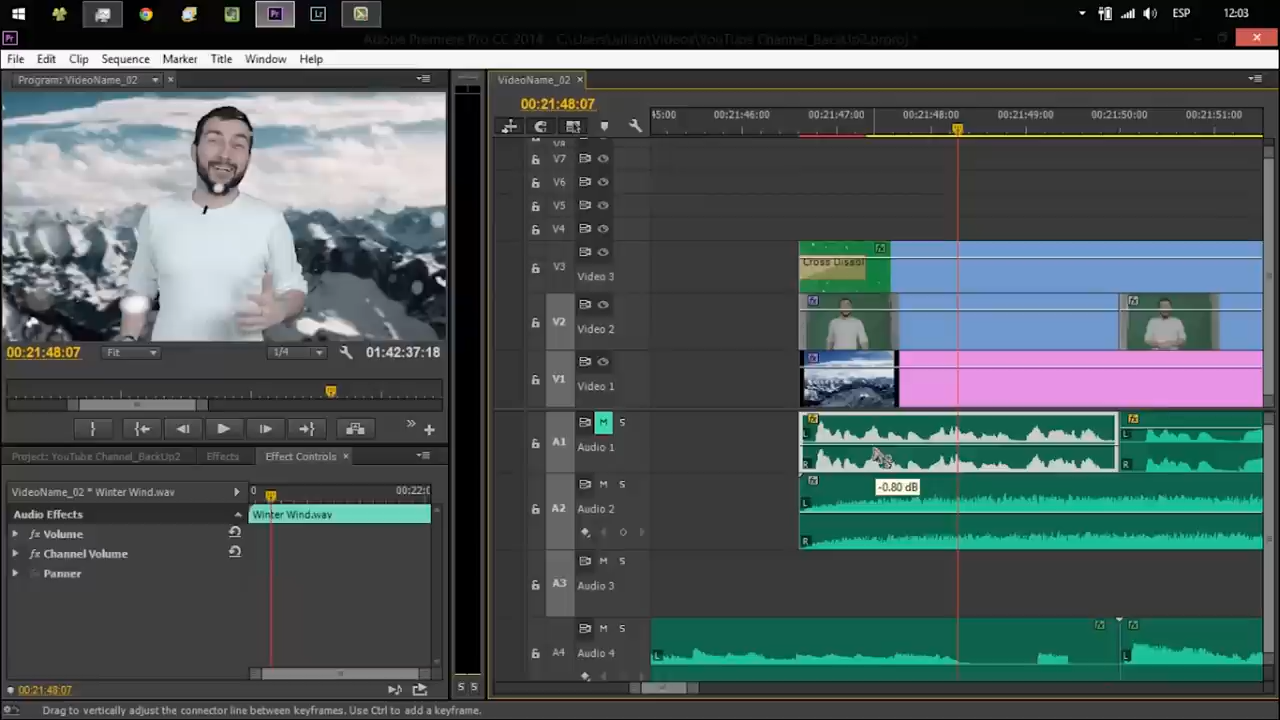 ESP
12:03
Adobe Premiere Pro CC 2014 - C:\Users\Julian\Videos\YouTube Channel_BackUp2.prproj *
File Edit Clip Sequence Marker Title Window Help
Program: VideoName_02
00:21:48:07
Fit
1/4
01:42:37:18
Project: YouTube Channel_BackUp2
Effects
Effect Controls
VideoName_02 * Winter Wind.wav
0
00:22:0
Audio Effects
Winter Wind.wav
fx Volume
fx Channel Volume
Panner
00:21:48:07
VideoName_02
00:21:48:07
00:21:46:00
00:21:47:00
00:21:48:00
00:21:49:00
00:21:50:00
00:21:51:00
V7
V6
V5
V4
V3
Video 3
Cross Dissol
V2
Video 2
V1
Video 1
A1
M S
Audio 1
L
R
-0.80 dB
A2
M S
Audio 2
L
R
A3
M S
Audio 3
A4
M S
Audio 4
L
L
S S
Drag to vertically adjust the connector line between keyframes. Use Ctrl to add a keyframe.